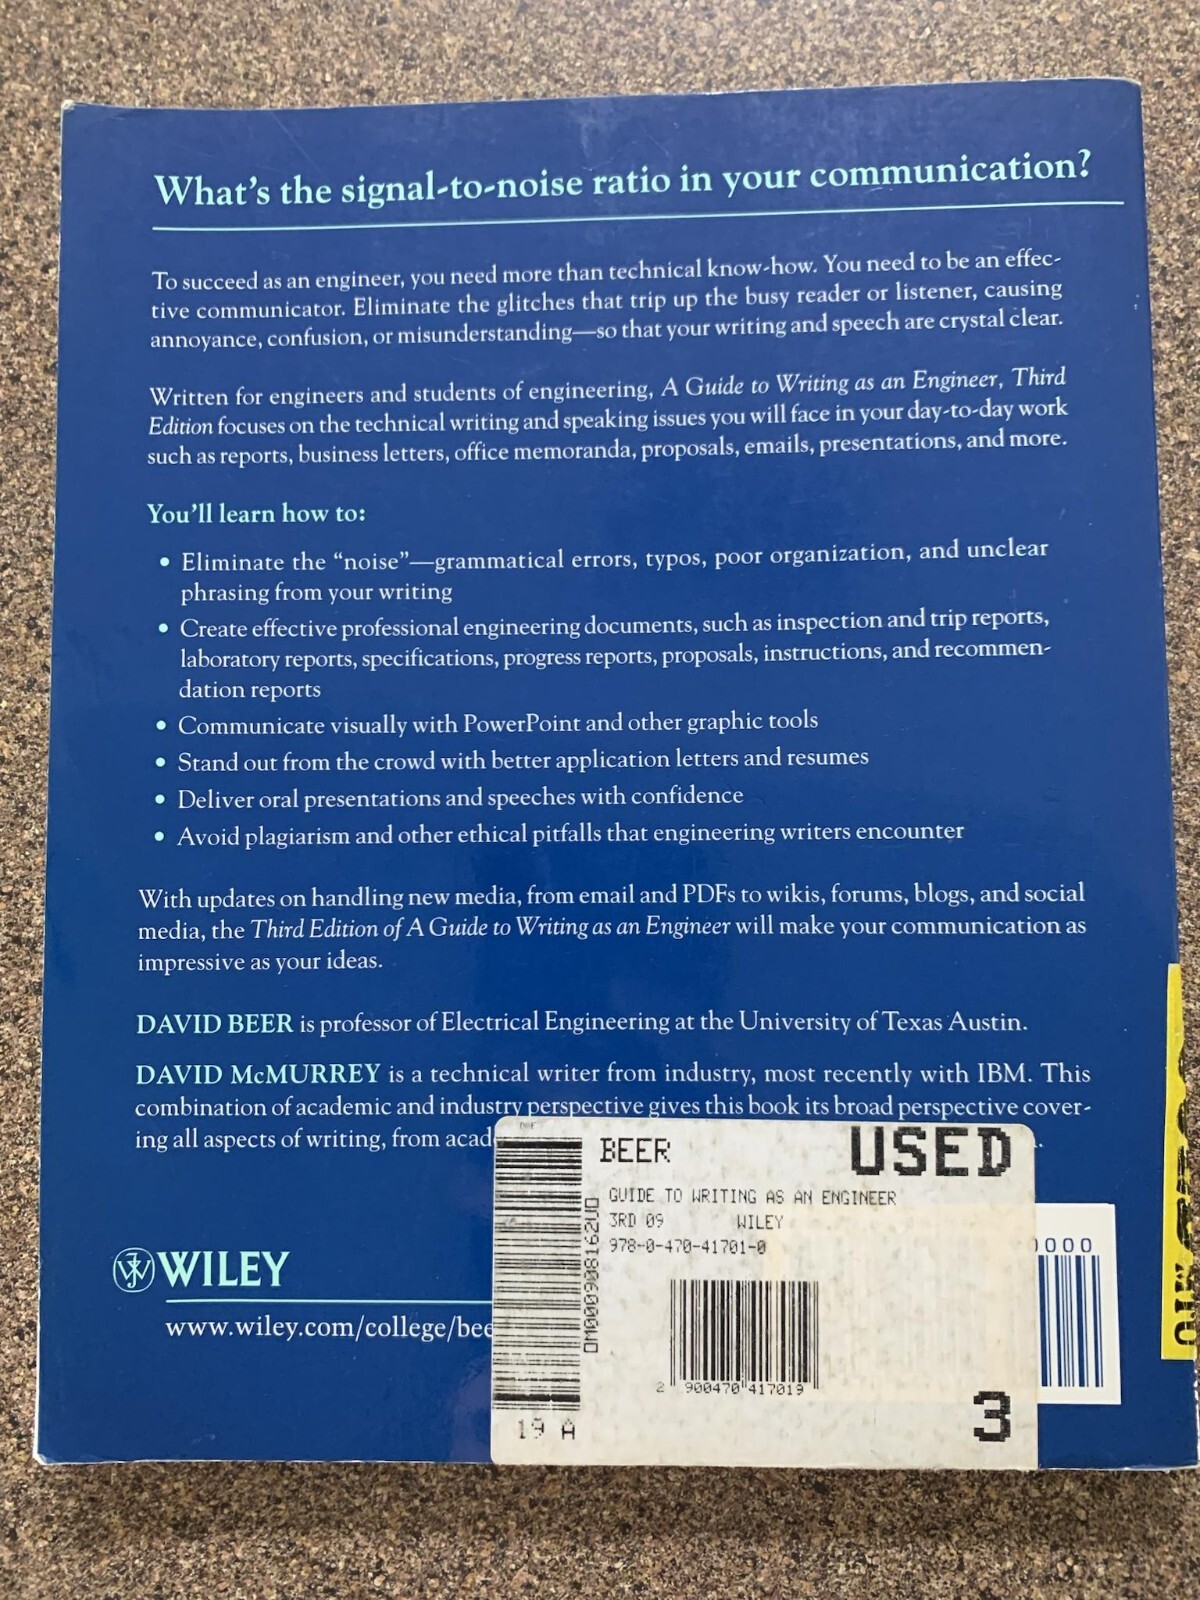 What's the signal-to-noise ratio in your communication?
To succeed as an engineer, you need more than technical know-how. You need to be an effec-
tive communicator. Eliminate the glitches that trip up the busy reader or listener, causing
annoyance, confusion, or misunderstanding—so that your writing and speech are crystal clear.
Written for engineers and students of engineering, A Guide to Writing as an Engineer, Third
Edition focuses on the technical writing and speaking issues you will face in your day-to-day work
such as reports, business letters, office memoranda, proposals, emails, presentations, and more.
You'll learn how to:
• Eliminate the “noise”—grammatical errors, typos, poor organization, and unclear
phrasing from your writing
• Create effective professional engineering documents, such as inspection and trip reports,
laboratory reports, specifications, progress reports, proposals, instructions, and recommen-
dation reports
• Communicate visually with PowerPoint and other graphic tools
• Stand out from the crowd with better application letters and resumes
• Deliver oral presentations and speeches with confidence
• Avoid plagiarism and other ethical pitfalls that engineering writers encounter
With updates on handling new media, from email and PDFs to wikis, forums, blogs, and social
media, the Third Edition of A Guide to Writing as an Engineer will make your communication as
impressive as your ideas.
DAVID BEER is professor of Electrical Engineering at the University of Texas Austin.
DAVID McMURREY is a technical writer from industry, most recently with IBM. This
combination of academic and industry perspective gives this book its broad perspective cover-
ing all aspects of writing, from acad
WILEY
www.wiley.com/college/bee
BEER
USED
GUIDE TO WRITING AS AN ENGINEER
3RD 09 WILEY
978-0-470-41701-0
2 900470 417019
19 A
3
0000